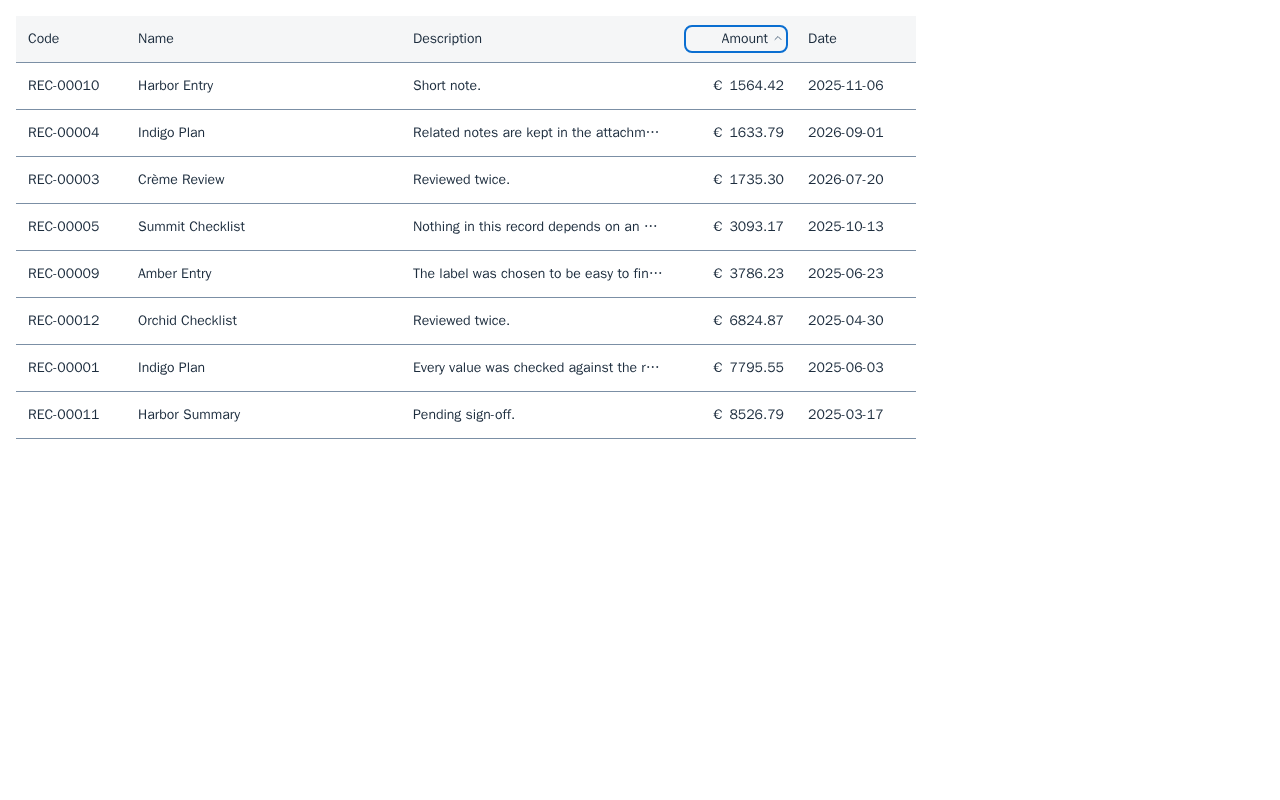 Code Name Description Amount Date
REC-00010 Harbor Entry Short note. € 1564.42 2025-11-06
REC-00004 Indigo Plan Related notes are kept in the attachm··· € 1633.79 2026-09-01
REC-00003 Crème Review Reviewed twice. € 1735.30 2026-07-20
REC-00005 Summit Checklist Nothing in this record depends on an ··· € 3093.17 2025-10-13
REC-00009 Amber Entry The label was chosen to be easy to fin··· € 3786.23 2025-06-23
REC-00012 Orchid Checklist Reviewed twice. € 6824.87 2025-04-30
REC-00001 Indigo Plan Every value was checked against the r··· € 7795.55 2025-06-03
REC-00011 Harbor Summary Pending sign-off. € 8526.79 2025-03-17